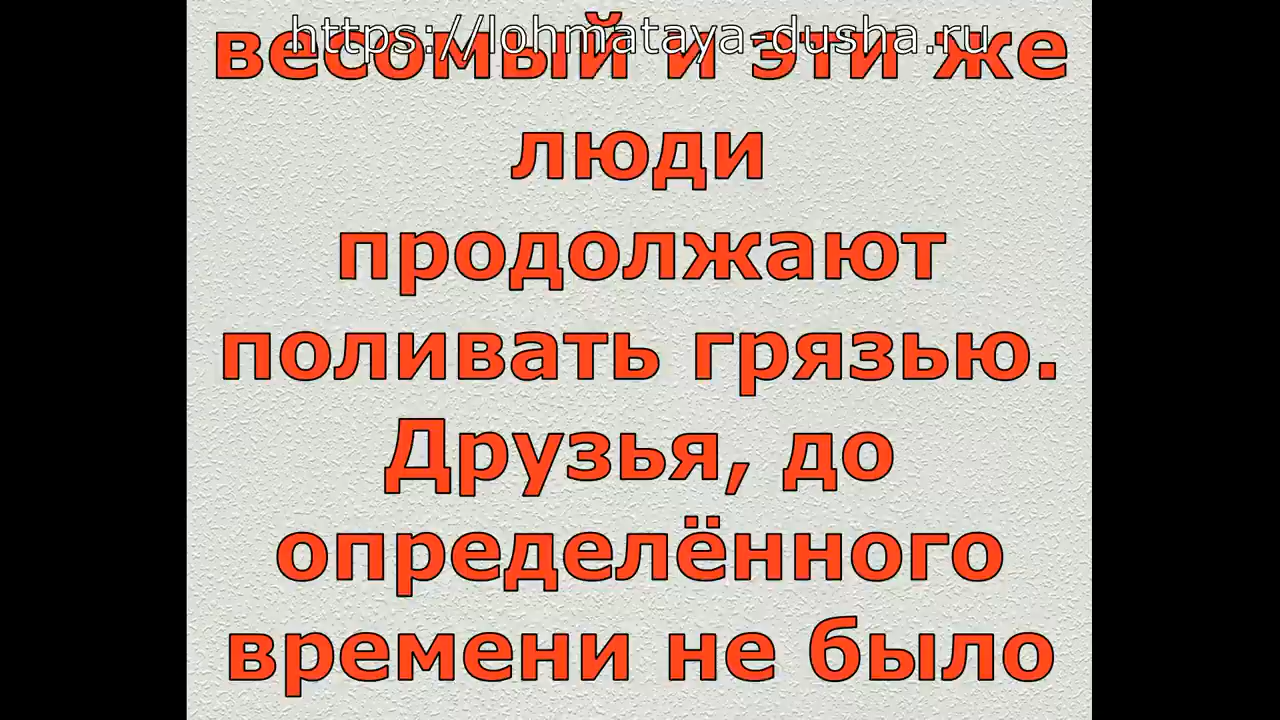 https://lohmataya-dusha.ru
весомый и эти же
люди
продолжают
поливать грязью.
Друзья, до
определённого
времени не было